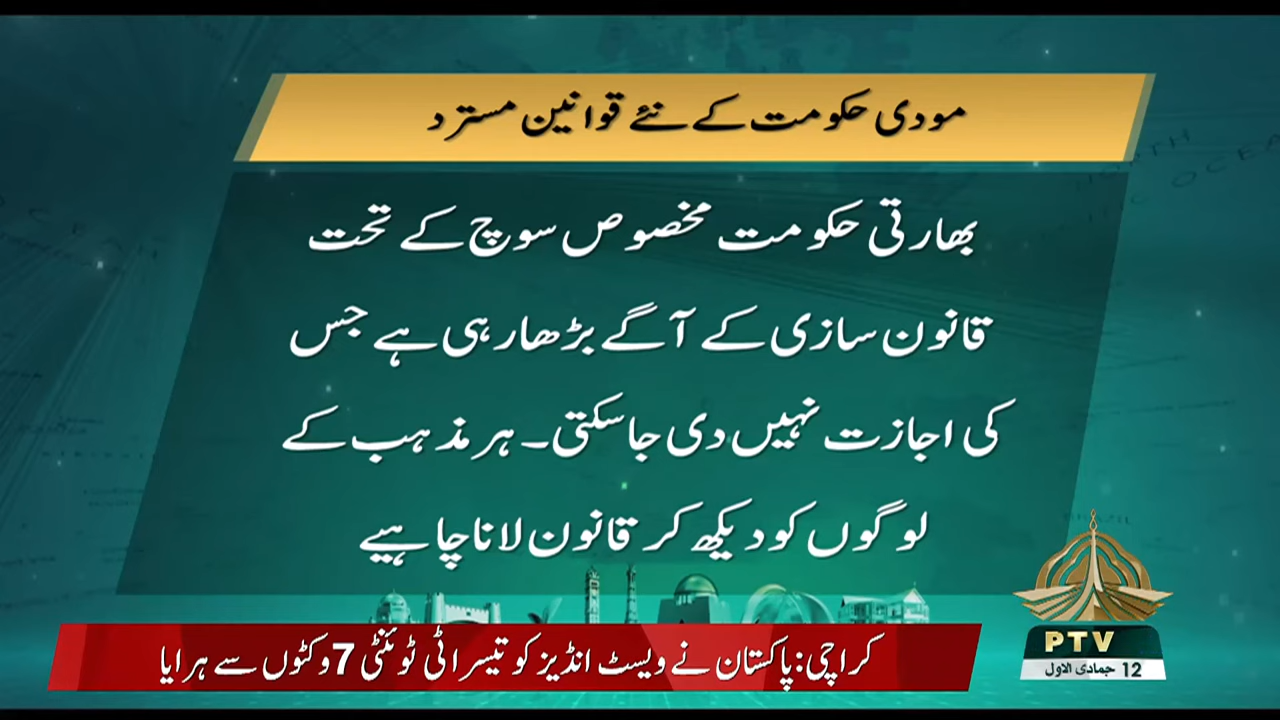 مودی حکومت کے نئے قوانین مسترد
بھارتی حکومت مخصوص سوچ کے تحت
قانون سازی کے آگے بڑھا رہی ہے جس
کی اجازت نہیں دی جا سکتی۔ ہر مذہب کے
لوگوں کو دیکھ کر قانون لانا چاہیے
PTV
12 جمادی الاول
کراچی: پاکستان نے ویسٹ انڈیز کو تیسرا ٹی ٹوئنٹی 7 وکٹوں سے ہرایا